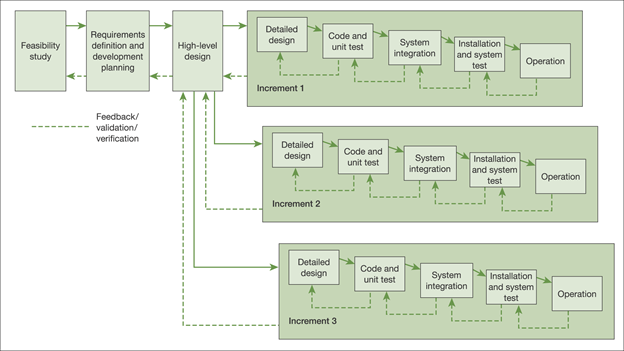 Feasibility
study
Requirements
definition and
development
planning
High-level
design
Detailed
design
Code and
unit test
System
integration
Installation
and system
test
Operation
Increment 1
Feedback/
validation/
verification
Detailed
design
Code and
unit test
System
integration
Installation
and system
test
Operation
Increment 2
Detailed
design
Code and
unit test
System
integration
Installation
and system
test
Operation
Increment 3